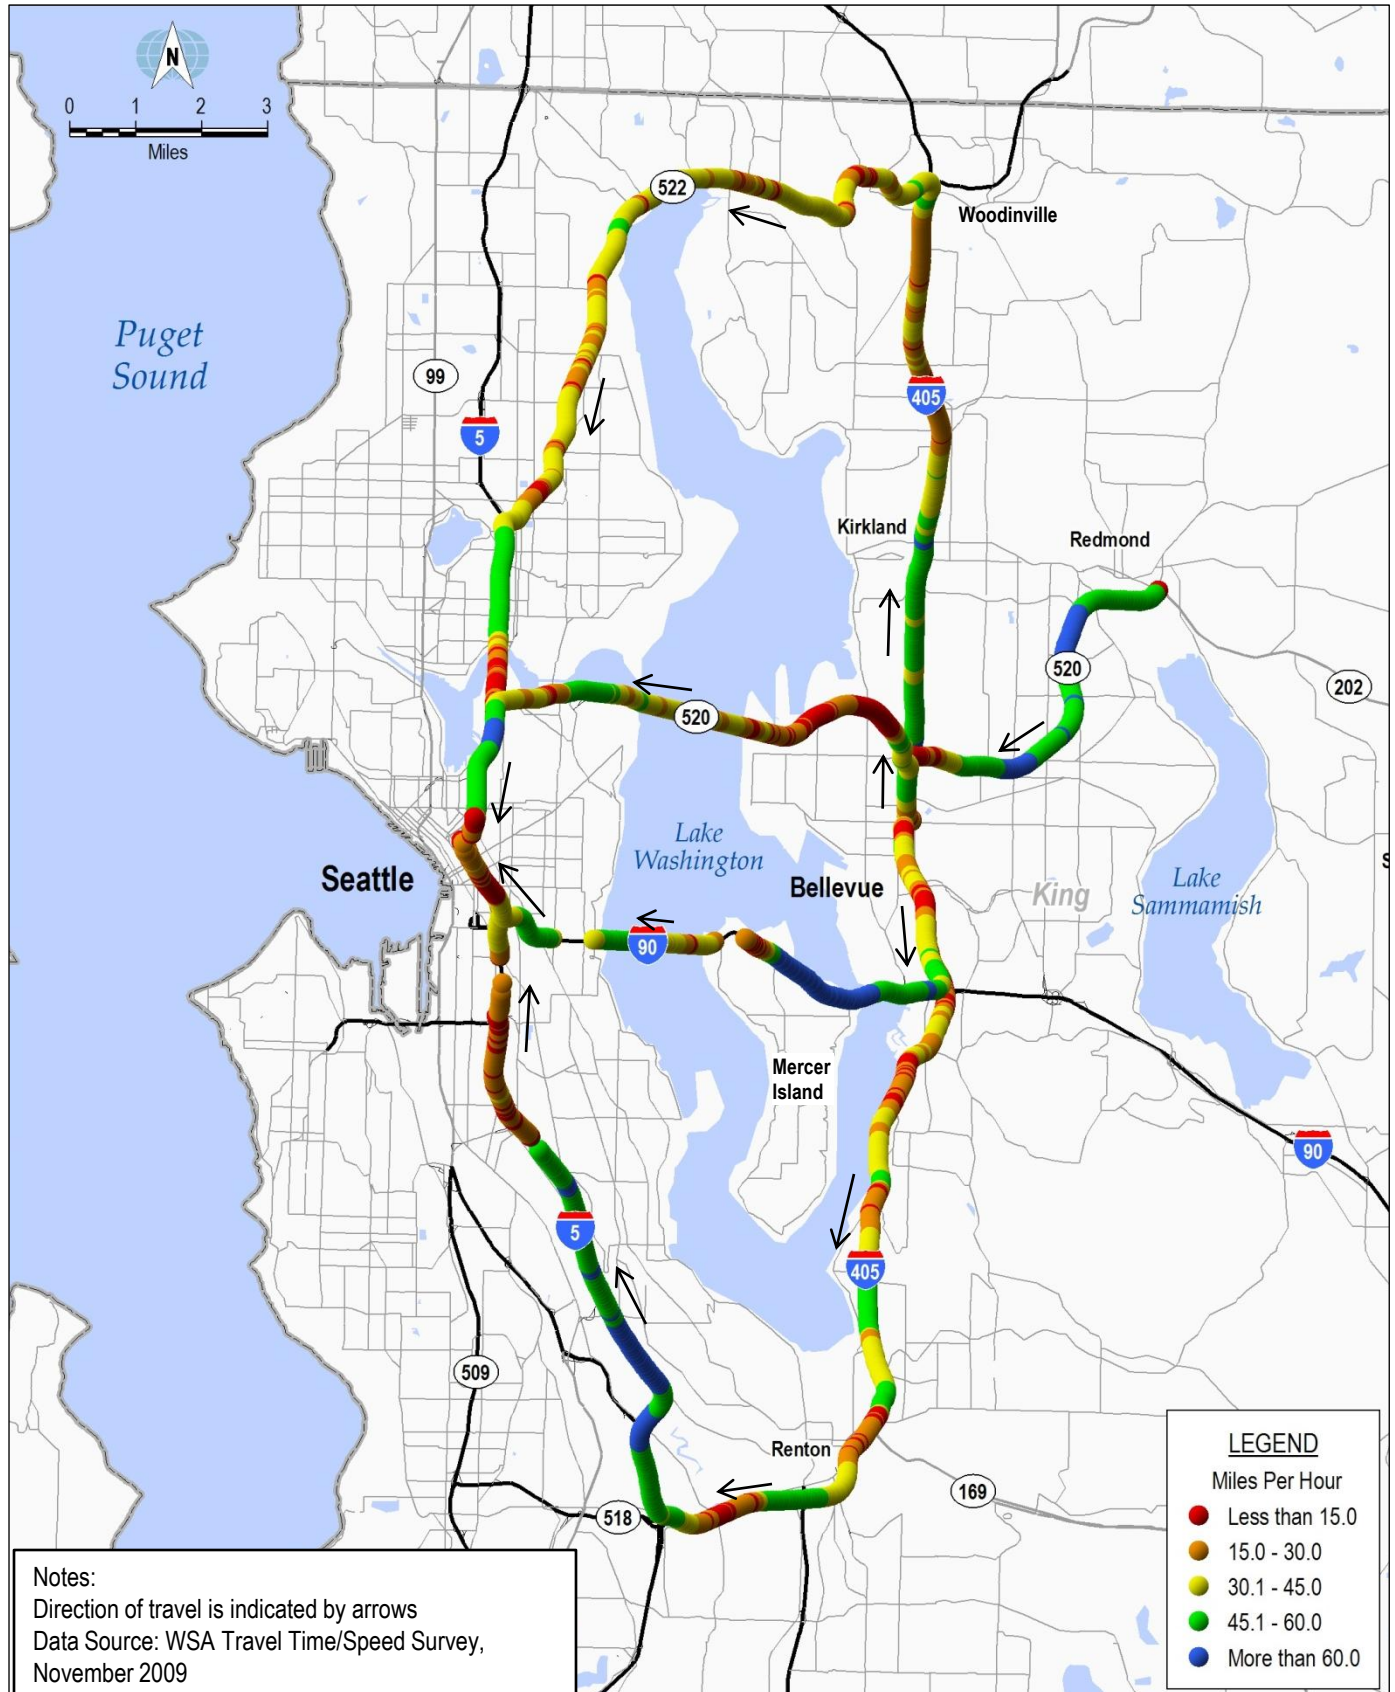 N
0 1 2 3
Miles
522
Woodinville
Puget
Sound
99
405
5
Kirkland
Redmond
520
202
520
Lake
Washington
Seattle
Bellevue
King
Lake
Sammamish
S
90
Mercer
Island
90
5
405
509
Renton
169
518
LEGEND
Miles Per Hour
Less than 15.0
15.0 - 30.0
30.1 - 45.0
45.1 - 60.0
More than 60.0
Notes:
Direction of travel is indicated by arrows
Data Source: WSA Travel Time/Speed Survey,
November 2009